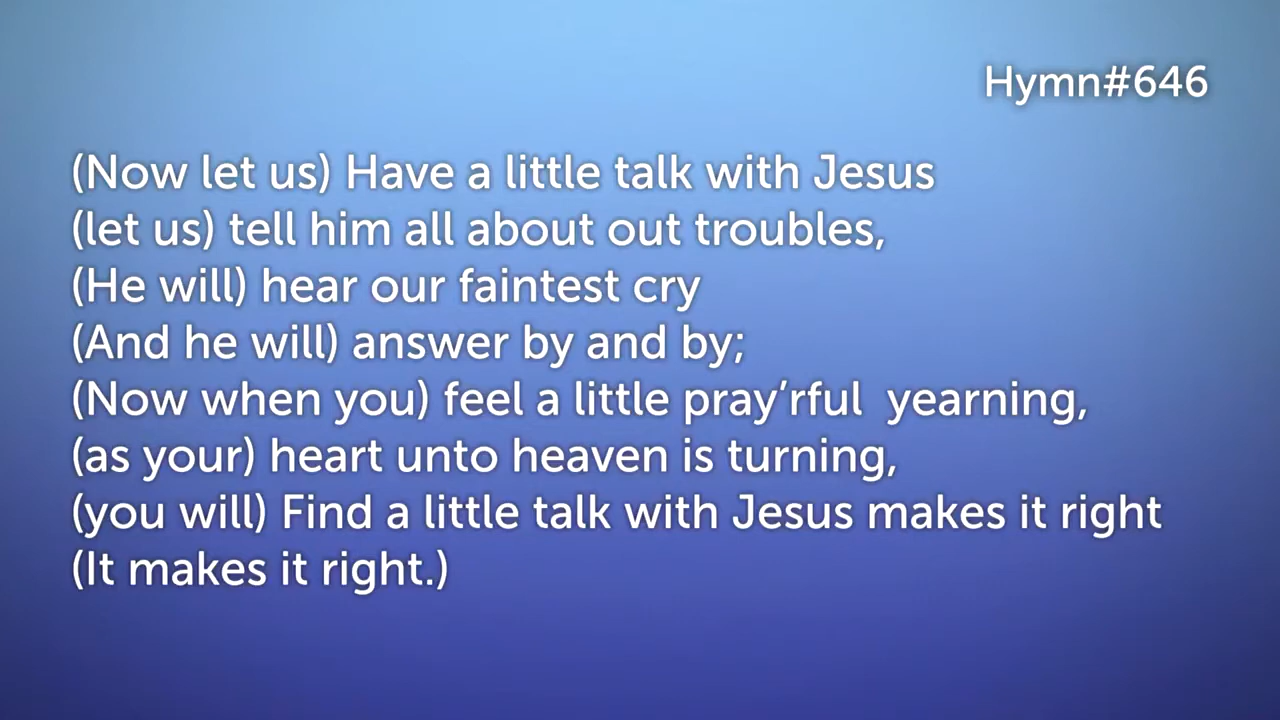 Hymn#646
(Now let us) Have a little talk with Jesus
(let us) tell him all about out troubles,
(He will) hear our faintest cry
(And he will) answer by and by;
(Now when you) feel a little pray’rful  yearning,
(as your) heart unto heaven is turning,
(you will) Find a little talk with Jesus makes it right
(It makes it right.)